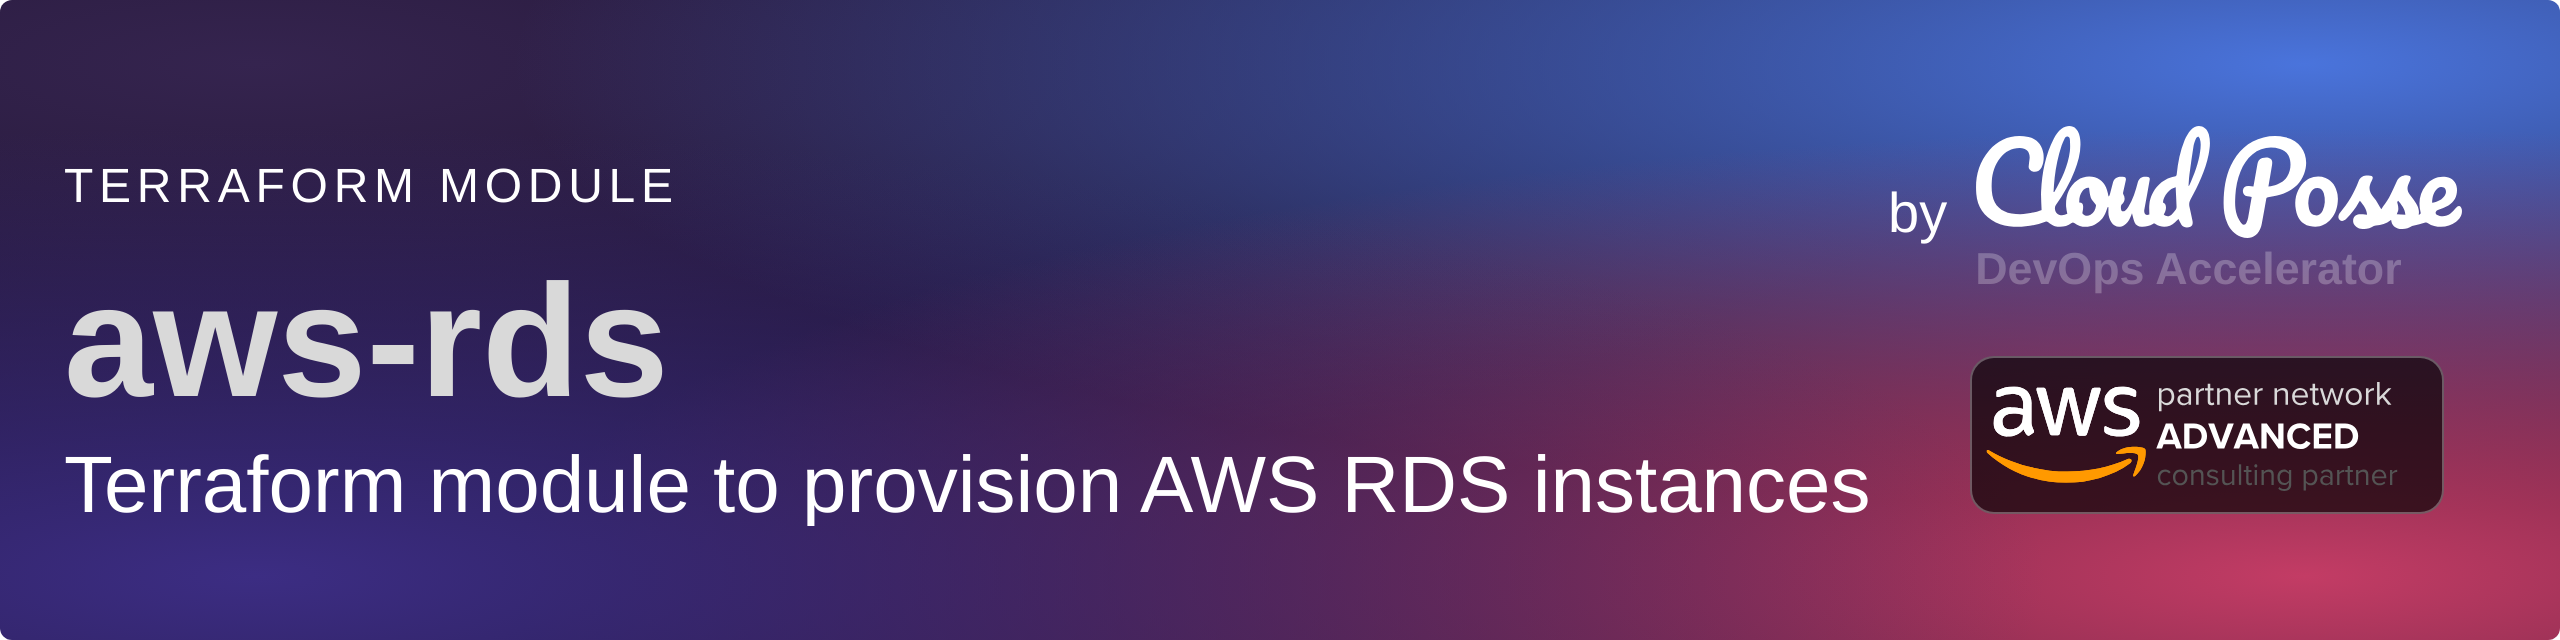 TERRAFORM MODULE
aws-rds
Terraform module to provision AWS RDS instances
by Cloud Posse
DevOps Accelerator
aws partner network
ADVANCED
consulting partner